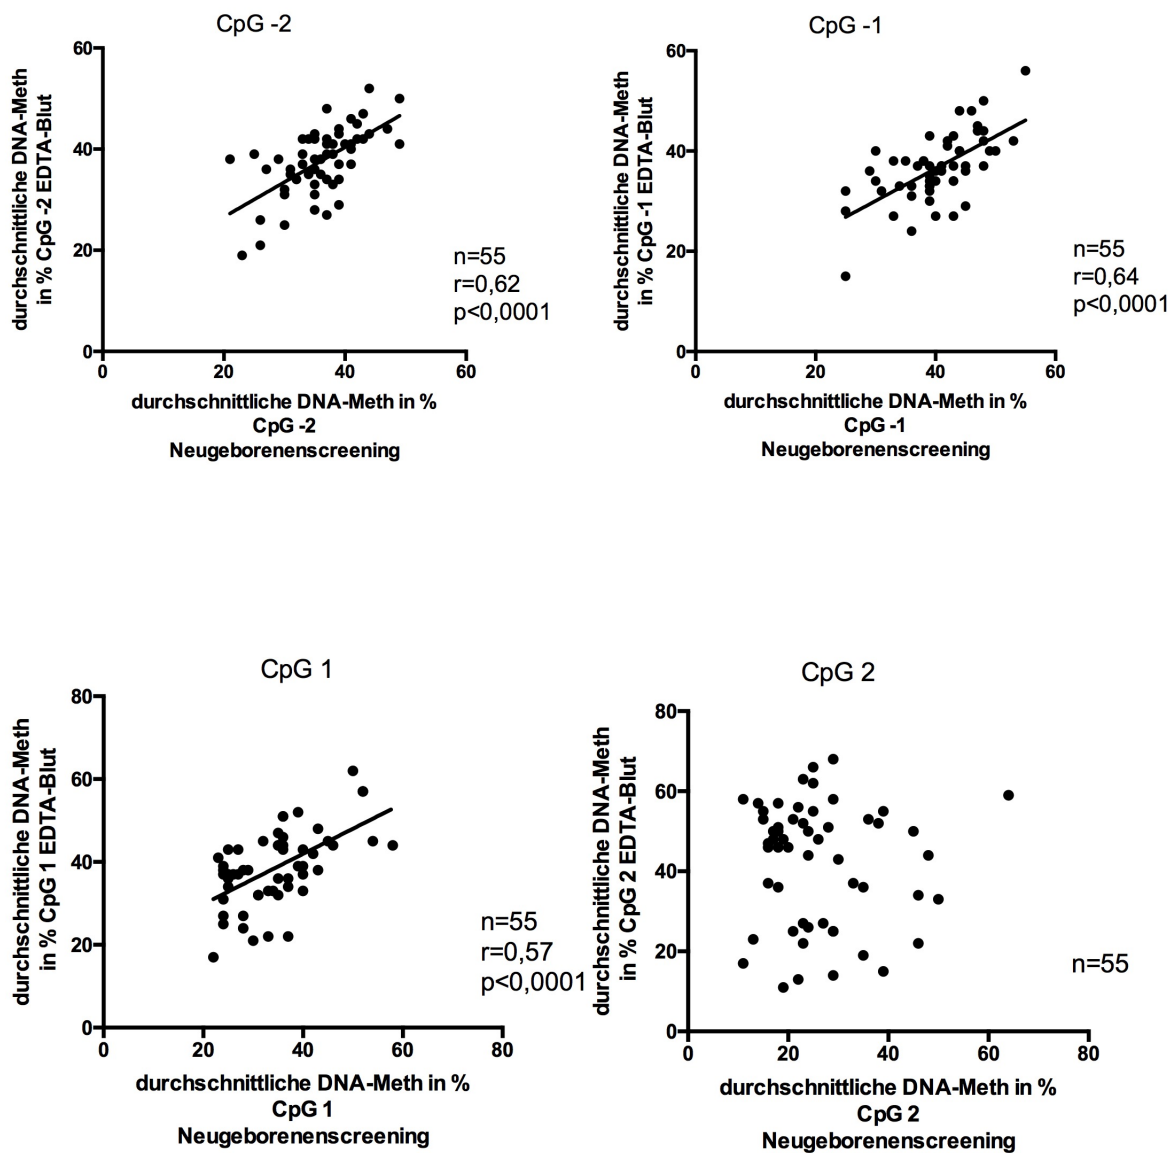 CpG -2
durchschnittliche DNA-Meth
in % CpG -2 EDTA-Blut
60
40
20
0
0 20 40 60
n=55
r=0,62
p<0,0001
durchschnittliche DNA-Meth in %
CpG -2
Neugeborenenscreening
CpG -1
durchschnittliche DNA-Meth
in % CpG -1 EDTA-Blut
60
40
20
0
0 20 40 60
n=55
r=0,64
p<0,0001
durchschnittliche DNA-Meth in %
CpG -1
Neugeborenenscreening
CpG 1
durchschnittliche DNA-Meth
in % CpG 1 EDTA-Blut
80
60
40
20
0
0 20 40 60 80
n=55
r=0,57
p<0,0001
durchschnittliche DNA-Meth in %
CpG 1
Neugeborenenscreening
CpG 2
durchschnittliche DNA-Meth
in % CpG 2 EDTA-Blut
80
60
40
20
0
0 20 40 60 80
n=55
durchschnittliche DNA-Meth in %
CpG 2
Neugeborenenscreening